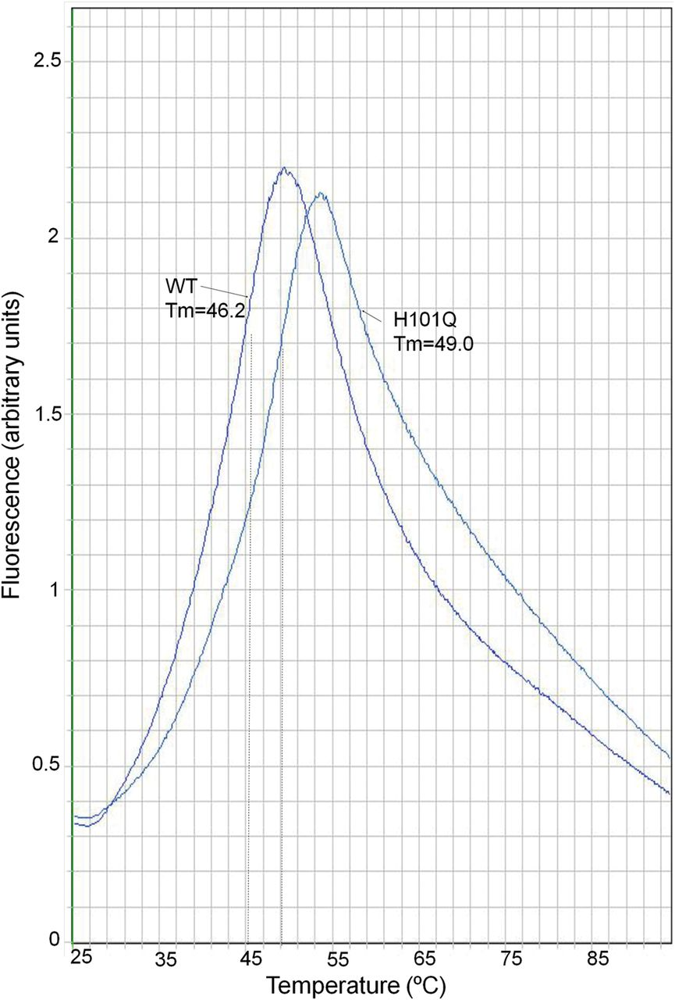 2.5
2
1.5
1
0.5
0
Fluorescence (arbitrary units)
WT
Tm=46.2
H101Q
Tm=49.0
25 35 45 55 65 75 85
Temperature (ºC)